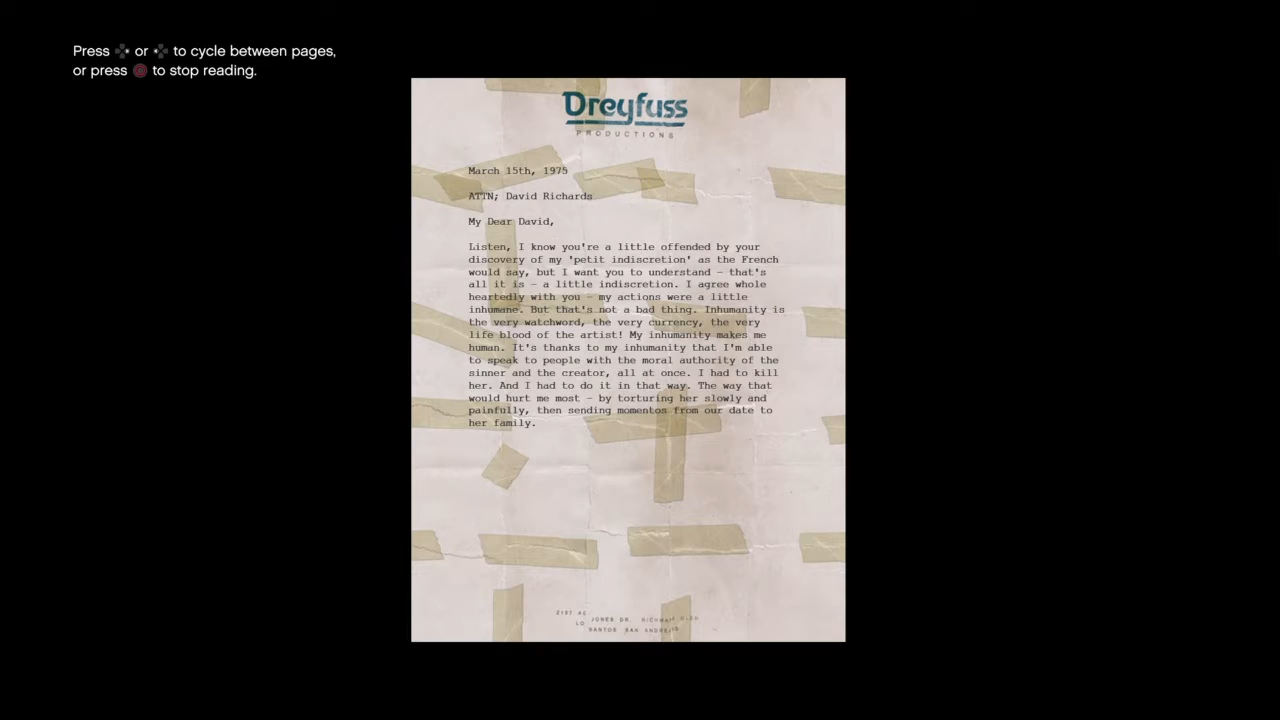 Press or to cycle between pages,
or press to stop reading.
Dreyfuss
PRODUCTIONS
March 15th, 1975
ATTN; David Richards
My Dear David,
Listen, I know you're a little offended by your
discovery of my 'petit indiscretion' as the French
would say, but I want you to understand - that's
all it is - a little indiscretion. I agree whole
heartedly with you - my actions were a little
inhumane. But that's not a bad thing. Inhumanity is
the very watchword, the very currency, the very
life blood of the artist! My inhumanity makes me
human. It's thanks to my inhumanity that I'm able
to speak to people with the moral authority of the
sinner and the creator, all at once. I had to kill
her. And I had to do it in that way. The way that
would hurt me most - by torturing her slowly and
painfully, then sending momentos from our date to
her family.
JONES DR.
LO
SANTOS SAN ANDREAS